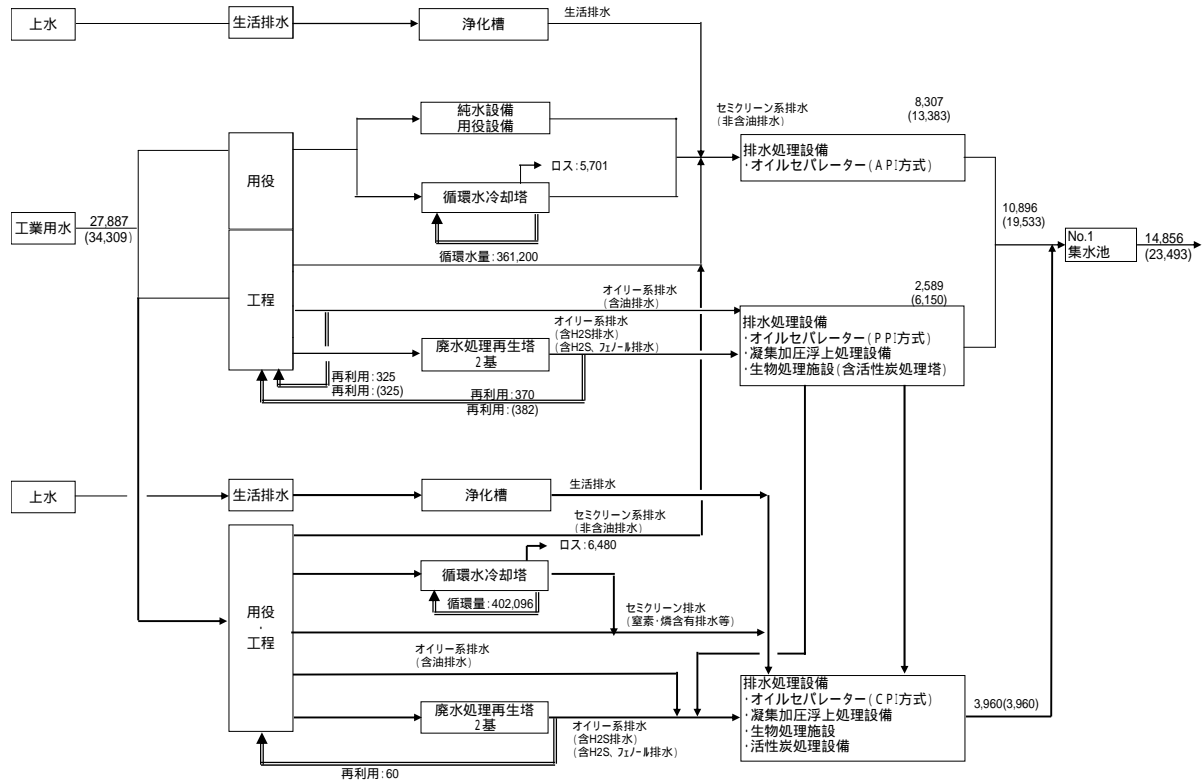 上水
生活排水
浄化槽
生活排水
純水設備
用役設備
セミクリーン系排水
(非含油排水)
8,307
(13,383)
排水処理設備
・オイルセパレーター(API方式)
用役
ロス:5,701
循環水冷却塔
循環水量:361,200
工業用水
27,887
(34,309)
10,896
(19,533)
No.1
集水池
14,856
(23,493)
工程
オイリー系排水
(含油排水)
2,589
(6,150)
排水処理設備
・オイルセパレーター(PPI方式)
・凝集加圧浮上処理設備
・生物処理施設(含活性炭処理塔)
廃水処理再生塔
2基
オイリー系排水
(含H2S排水)
(含H2S、フェノール排水)
再利用:325
再利用:(325)
再利用:370
再利用:(382)
上水
生活排水
浄化槽
生活排水
セミクリーン系排水
(非含油排水)
ロス:6,480
循環水冷却塔
循環量:402,096
用役
・
工程
セミクリーン排水
(窒素・燐含有排水等)
オイリー系排水
(含油排水)
排水処理設備
・オイルセパレーター(CPI方式)
・凝集加圧浮上処理設備
・生物処理施設
・活性炭処理設備
3,960(3,960)
廃水処理再生塔
2基
オイリー系排水
(含H2S排水)
(含H2S、フェノール排水)
再利用:60